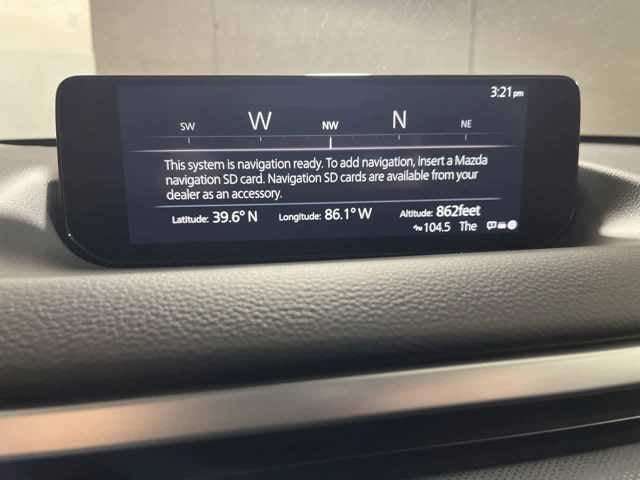 3:21pm
SW W NW N NE
This system is navigation ready. To add navigation, insert a Mazda
navigation SD card. Navigation SD cards are available from your
dealer as an accessory.
Latitude: 39.6° N Longitude: 86.1° W Altitude: 862feet
104.5 The